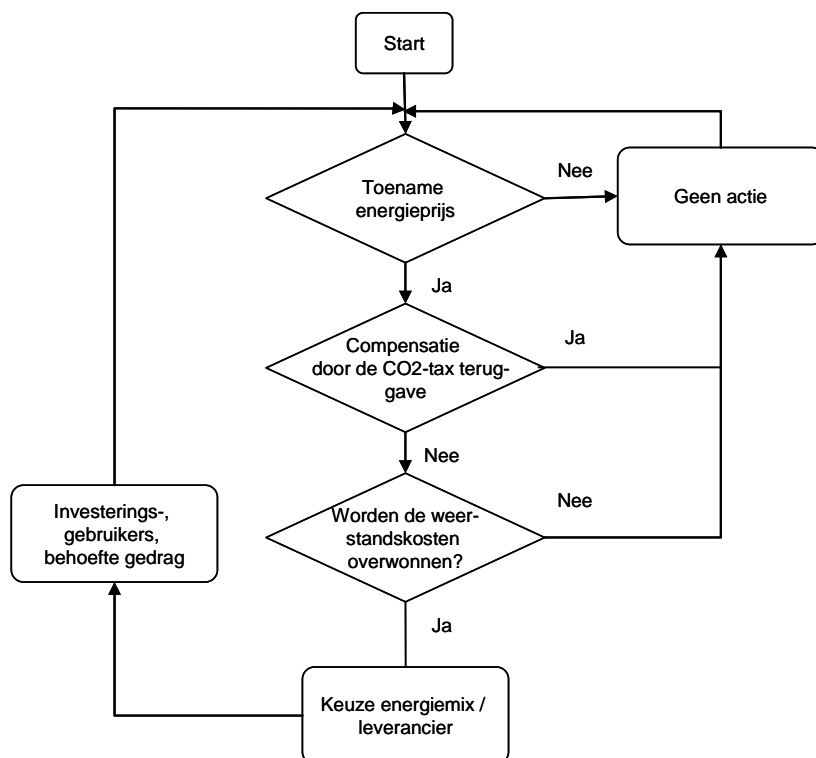 Start
Toename
energieprijs
Nee
Geen actie
Ja
Compensatie
door de CO2-tax terug-
gave
Ja
Nee
Investerings-,
gebruikers,
behoefte gedrag
Worden de weer-
standskosten
overwonnen?
Nee
Ja
Keuze energiemix /
leverancier